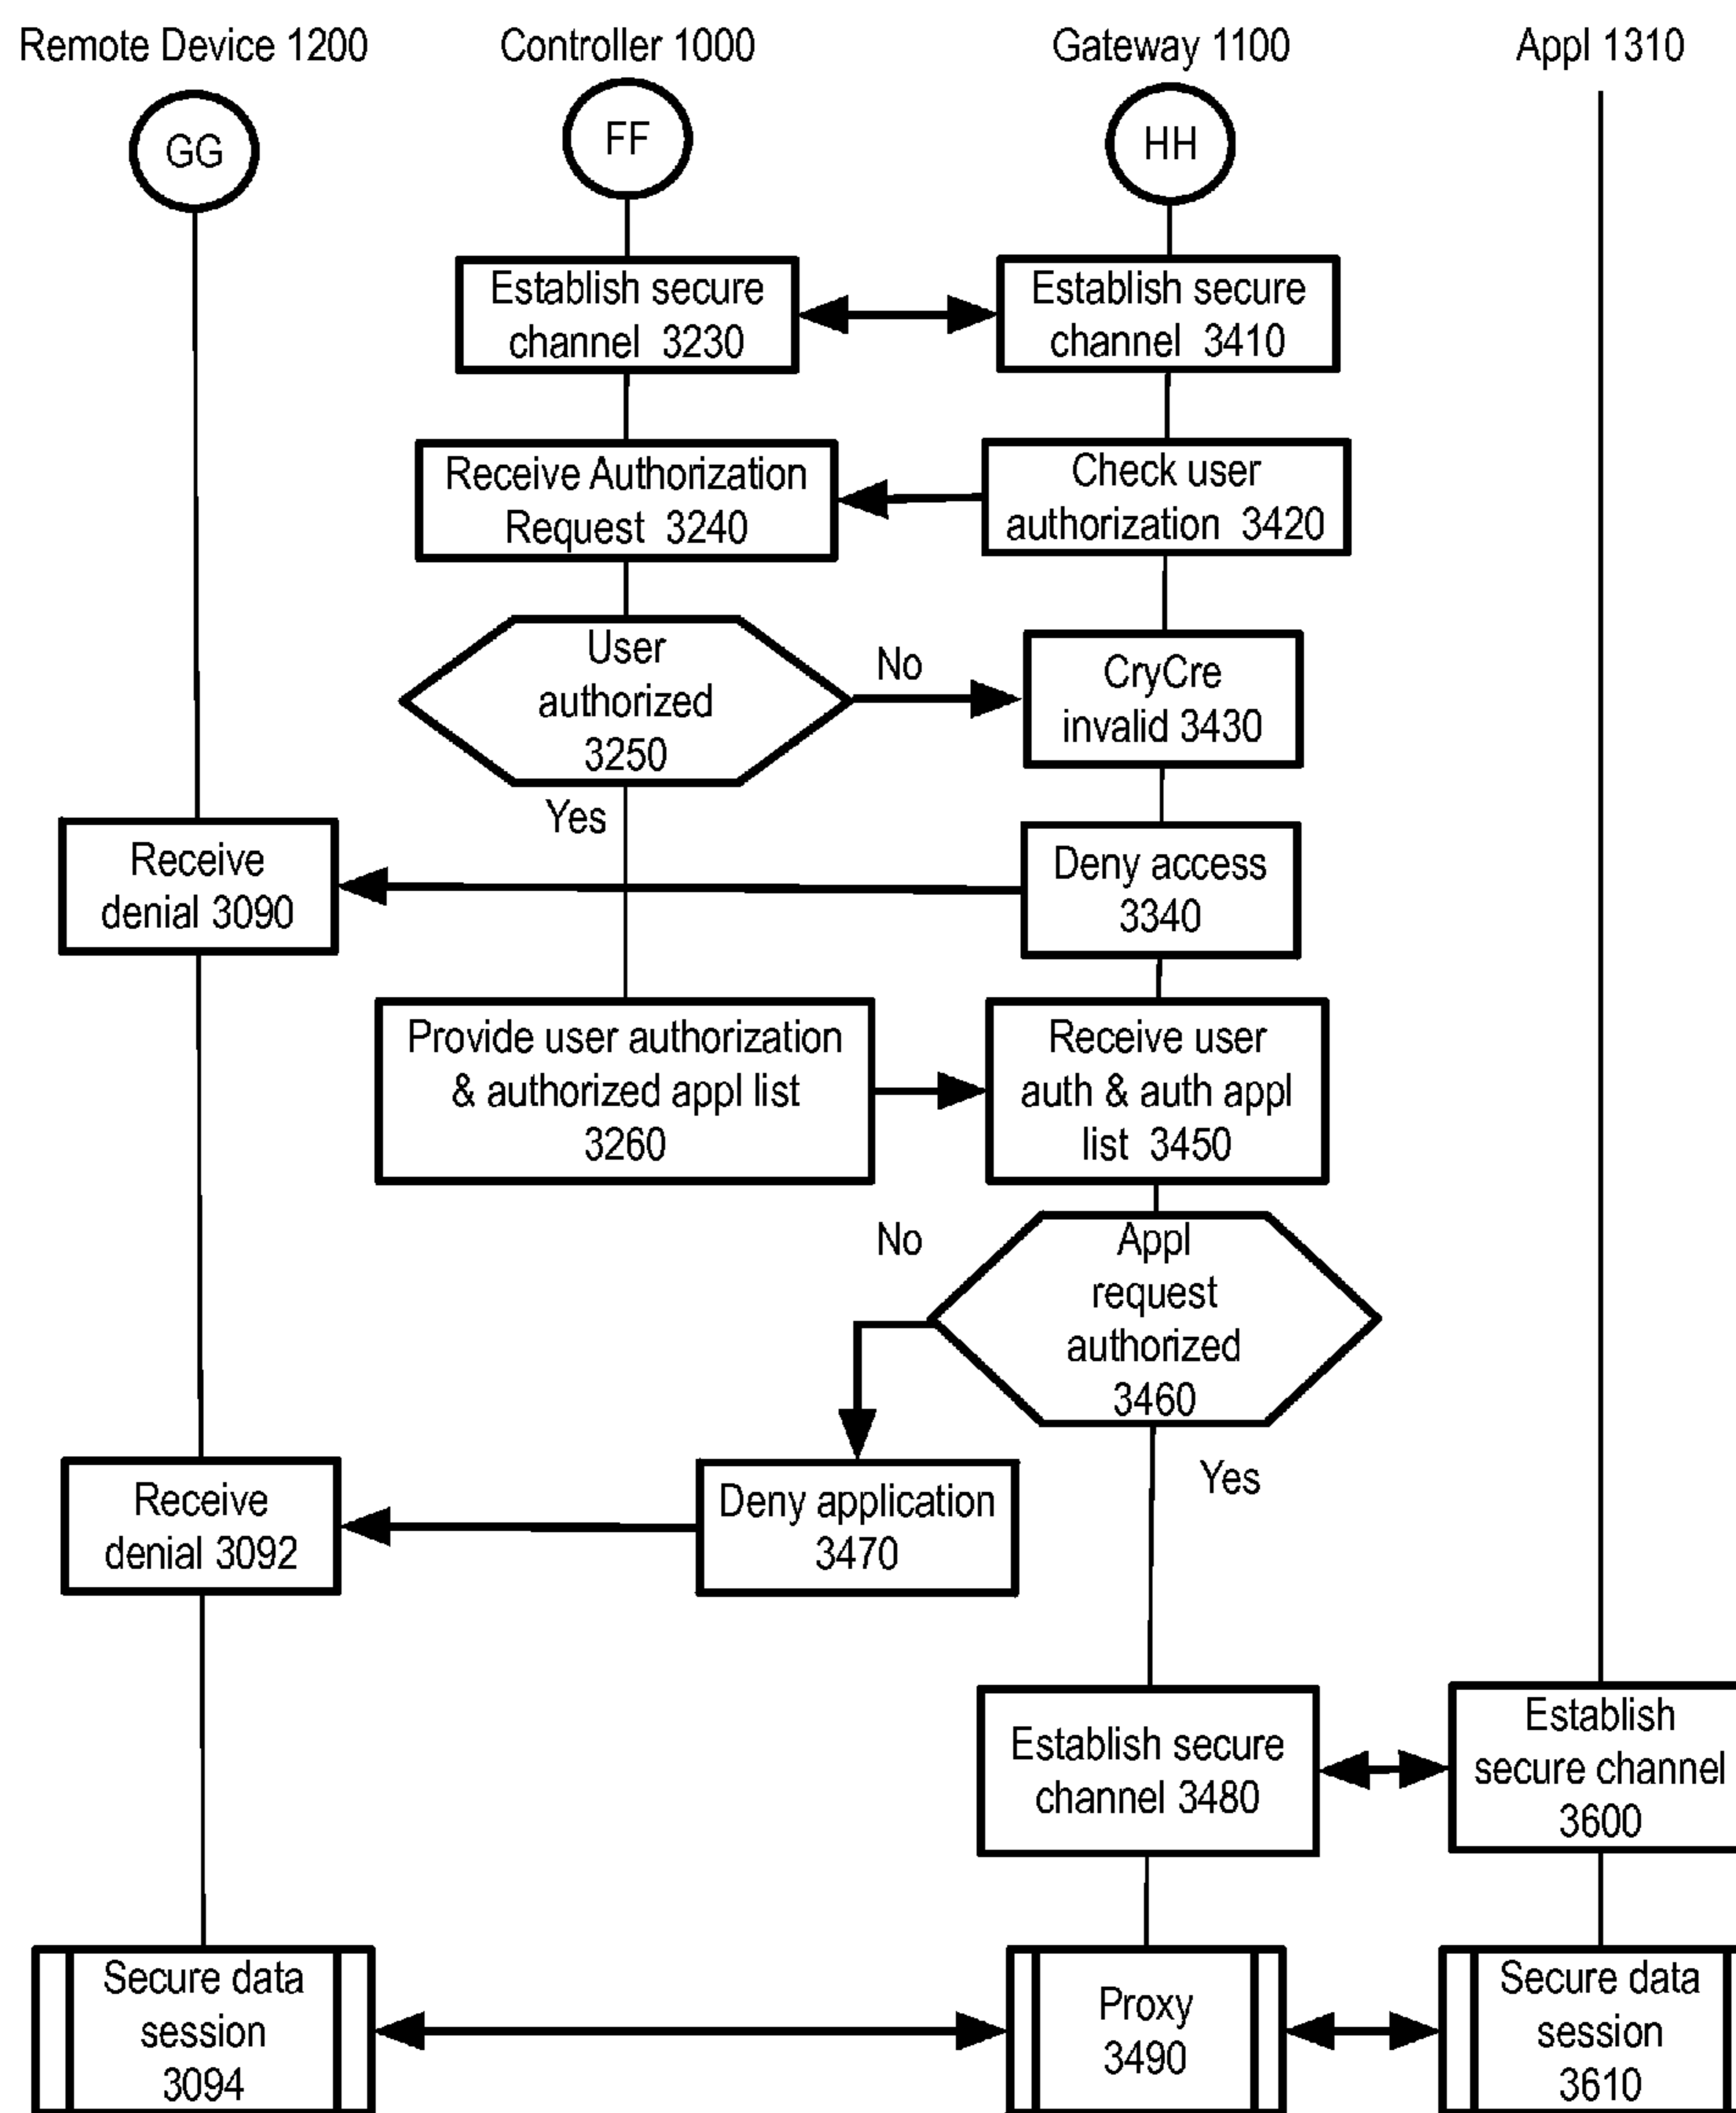 Remote Device 1200
Controller 1000
Gateway 1100
Appl 1310
GG
FF
HH
Establish secure
channel 3230
Establish secure
channel 3410
Receive Authorization
Request 3240
Check user
authorization 3420
User
authorized
3250
No
CryCre
invalid 3430
Yes
Receive
denial 3090
Deny access
3340
Provide user authorization
& authorized appl list
3260
Receive user
auth & auth appl
list 3450
No
Appl
request
authorized
3460
Yes
Receive
denial 3092
Deny application
3470
Establish secure
channel 3480
Establish
secure channel
3600
Secure data
session
3094
Proxy
3490
Secure data
session
3610